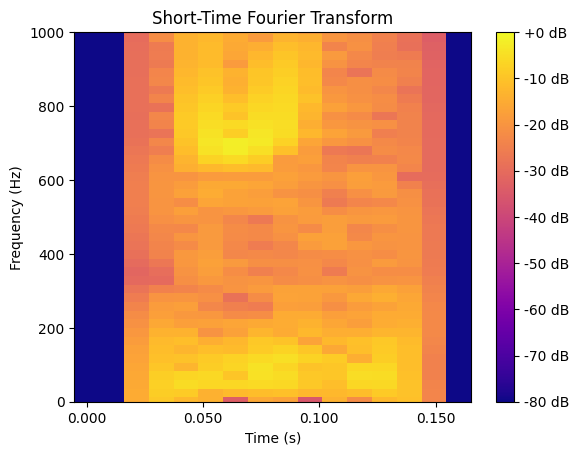 Short-Time Fourier Transform
1000
800
600
400
200
0
Frequency (Hz)
0.000
0.050
0.100
0.150
Time (s)
+0 dB
-10 dB
-20 dB
-30 dB
-40 dB
-50 dB
-60 dB
-70 dB
-80 dB